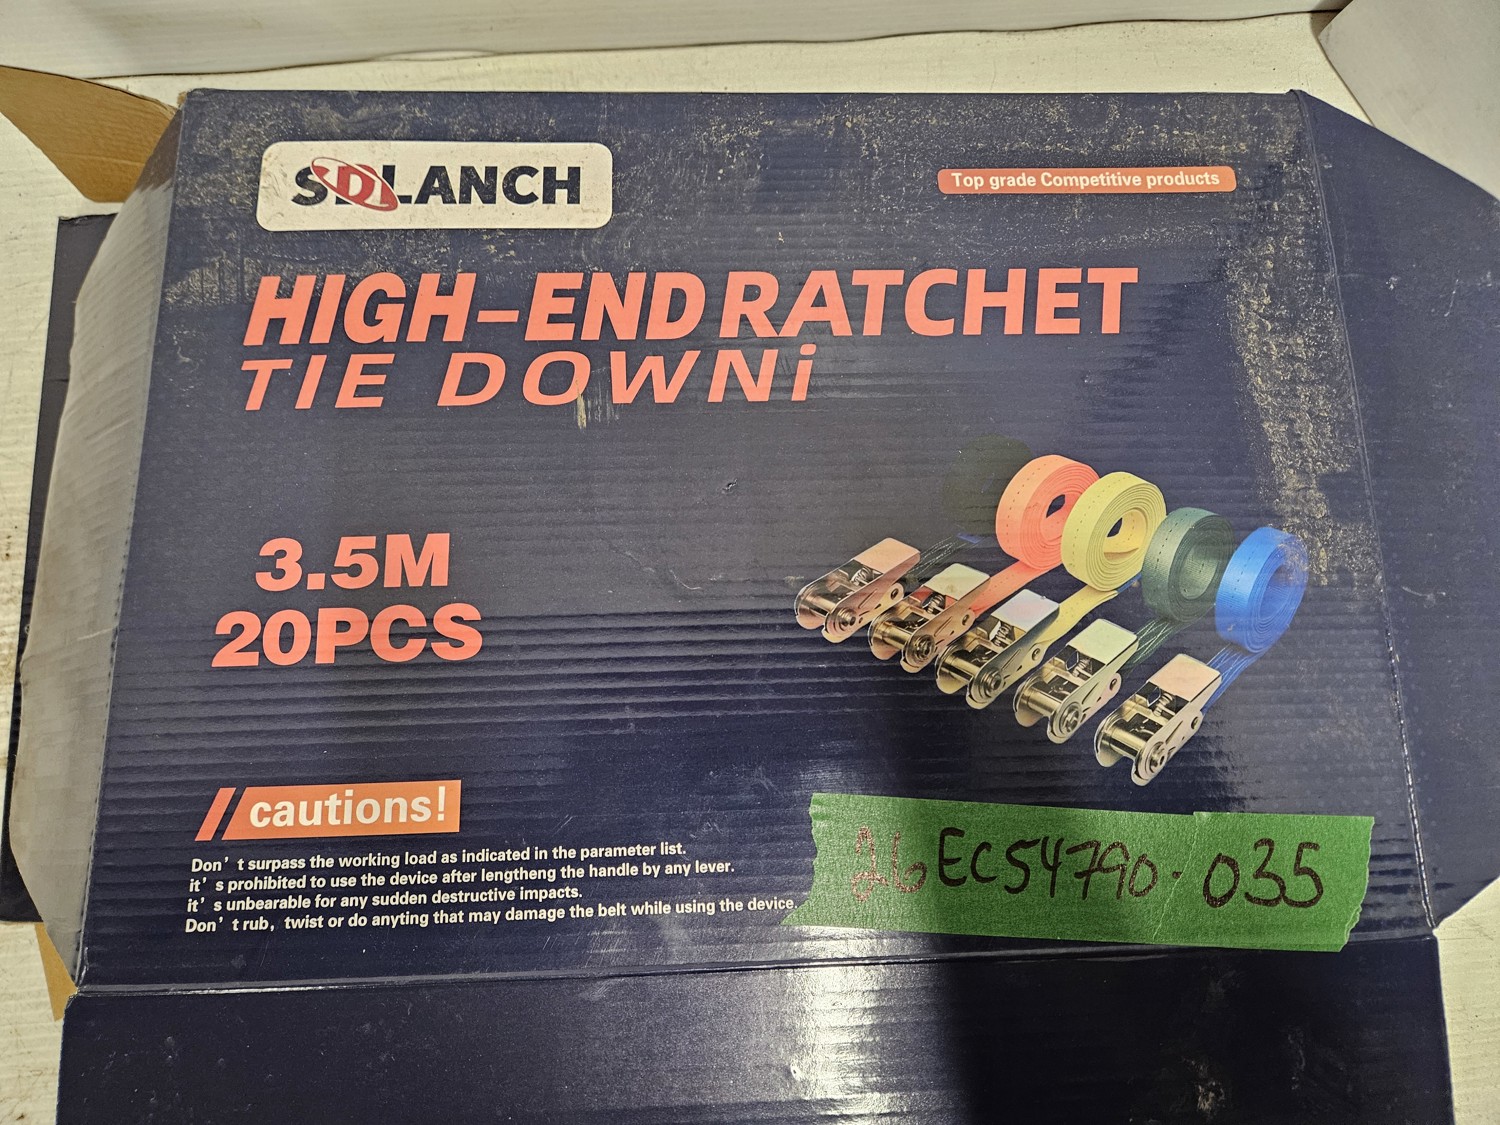 SDLANCH
Top grade Competitive products
HIGH-END RATCHET
TIE DOWNi
3.5M
20PCS
//cautions!
Don't surpass the working load as indicated in the parameter list.
it's prohibited to use the device after lengtheng the handle by any lever.
it's unbearable for any sudden destructive impacts.
Don't rub, twist or do anyting that may damage the belt while using the device.
26EC54790-035